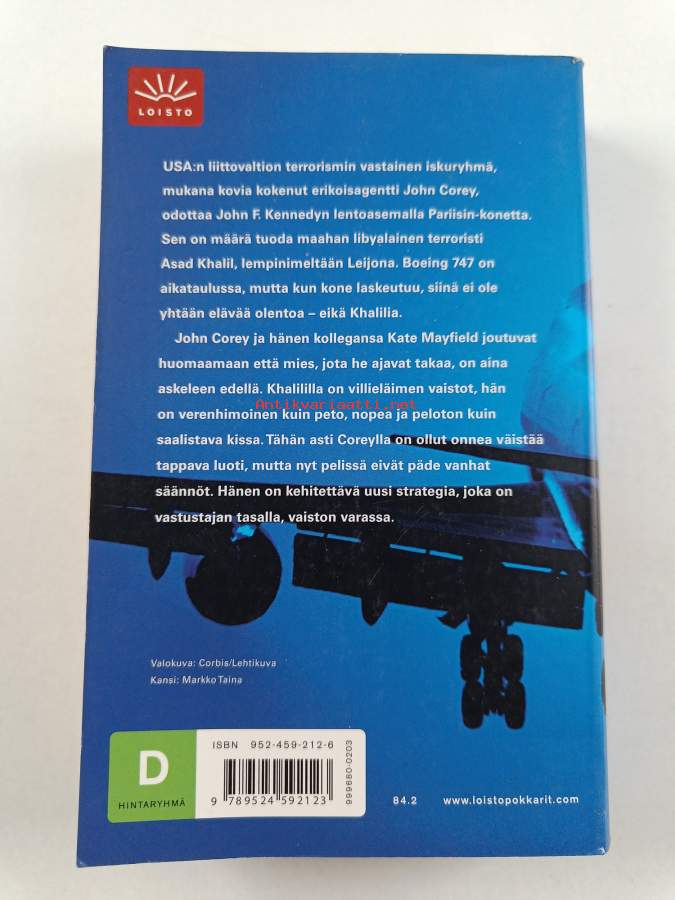 LOISTO
USA:n liittovaltion terrorismin vastainen iskuryhmä,
mukana kovia kokenut erikoisagentti John Corey,
odottaa John F. Kennedyn lentoasemalla Pariisin-konetta.
Sen on määrä tuoda maahan libyalainen terroristi
Asad Khalil, lempinimeltään Leijona. Boeing 747 on
aikataulussa, mutta kun kone laskeutuu, siinä ei ole
yhtään elävää olentoa – eikä Khalilia.
John Corey ja hänen kollegansa Kate Mayfield joutuvat
huomaamaan että mies, jota he ajavat takaa, on aina
askeleen edellä. Khalililla on villieläimen vaistot, hän
Antikvariaatti.net
on verenhimoinen kuin peto, nopea ja peloton kuin
saalistava kissa. Tähän asti Coreylla on ollut onnea väistää
tappava luoti, mutta nyt pelissä eivät päde vanhat
säännöt. Hänen on kehitettävä uusi strategia, joka on
vastustajan tasalla, vaiston varassa.
Valokuva: Corbis/Lehtikuva
Kansi: Markko Taina
D
HINTARYHMÄ
ISBN 952-459-212-6
9 789524 592123
999680-0203
84.2
www.loistopokkarit.com